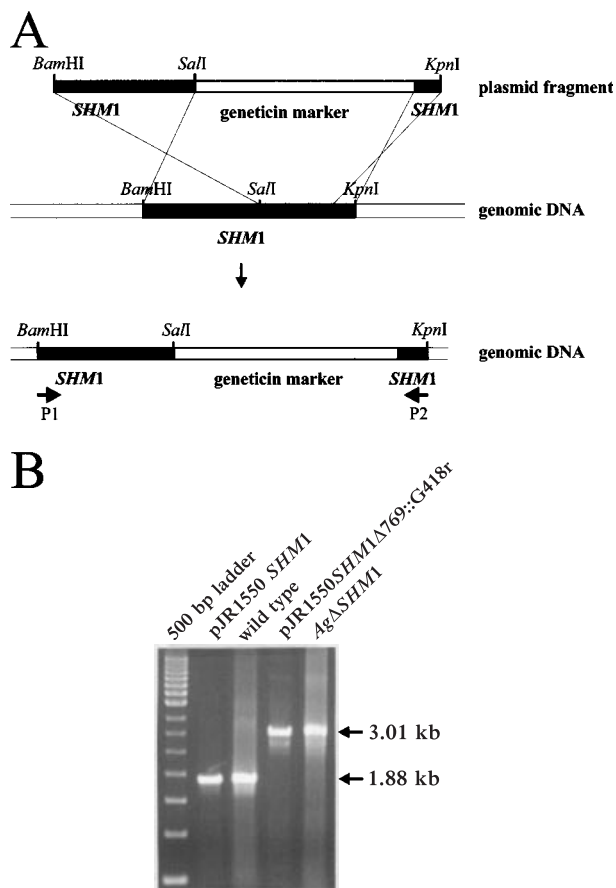 A
BamHI SalI KpnI
plasmid fragment
SHM1 geneticin marker SHM1
BamHI SalI KpnI
genomic DNA
SHM1
BamHI SalI KpnI
genomic DNA
SHM1 geneticin marker SHM1
P1 P2
B
500 bp ladder
pJR1550 SHM1
wild type
pJR1550SHM1Δ769::G418r
AgΔSHM1
3.01 kb
1.88 kb